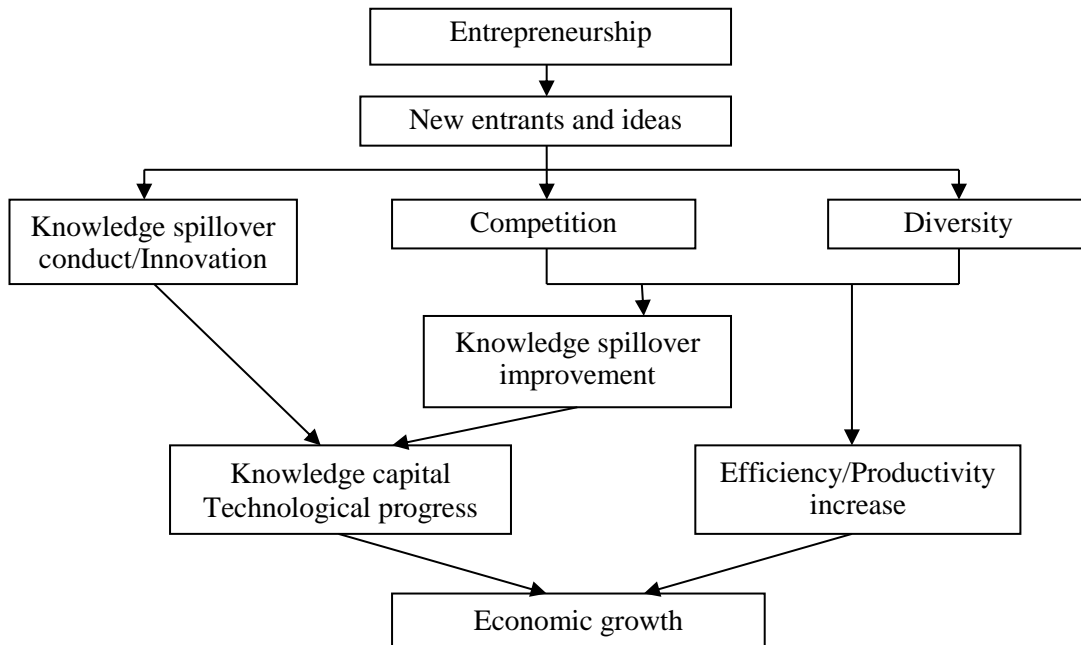 Entrepreneurship
New entrants and ideas
Knowledge spillover
conduct/Innovation
Competition
Diversity
Knowledge spillover
improvement
Knowledge capital
Technological progress
Efficiency/Productivity
increase
Economic growth